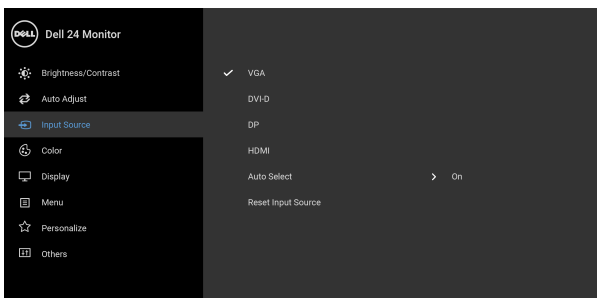 DELL Dell 24 Monitor
Brightness/Contrast
Auto Adjust
Input Source
Color
Display
Menu
Personalize
Others
VGA
DVI-D
DP
HDMI
Auto Select On
Reset Input Source